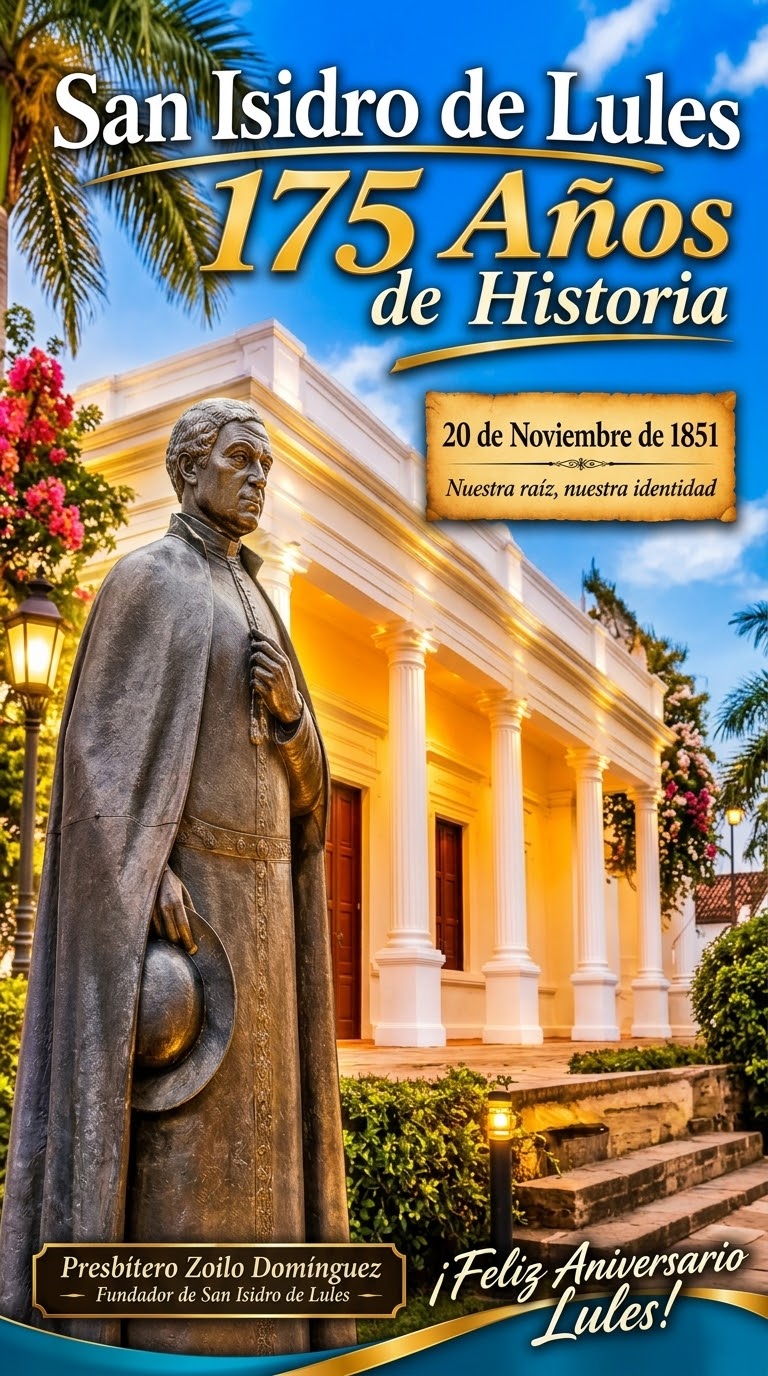 San Isidro de Lules
175 Años
de Historia
20 de Noviembre de 1851
Nuestra raíz, nuestra identidad
Presbítero Zoilo Domínguez
Fundador de San Isidro de Lules
¡Feliz Aniversario
Lules!